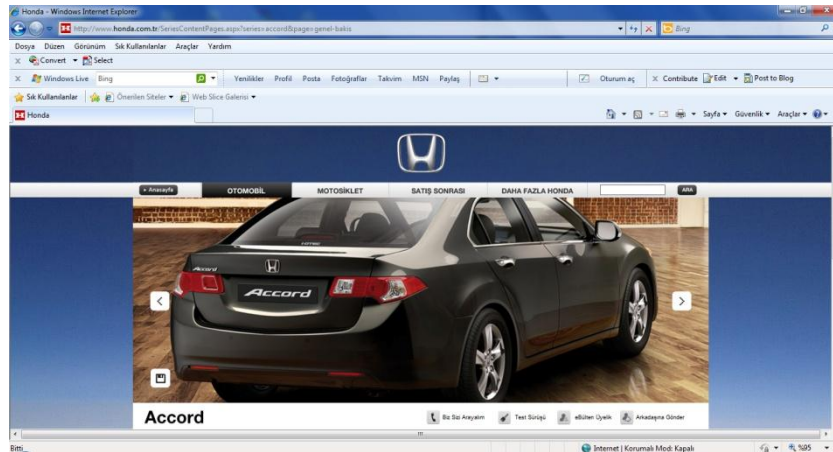 Honda - Windows Internet Explorer
http://www.honda.com.tr/SeriesContentPages.aspx?series=accord&page=genel-bakis
Bing
Dosya Düzen Görünüm Sık Kullanılanlar Araçlar Yardım
x Convert Select
x Windows Live Bing Yenilikler Profil Posta Fotoğraflar Takvim MSN Paylaş Oturum aç x Contribute Edit Post to Blog
Sık Kullanılanlar Önerilen Siteler Web Slice Galerisi
Honda Sayfa Güvenlik Araçlar
Anasayfa OTOMOBİL MOTOSİKLET SATIŞ SONRASI DAHA FAZLA HONDA ARA
Accord
Accord
Accord Biz Sizi Arayalım Test Sürüşü eBülten Üyelik Arkadaşına Gönder
Bitti Internet | Korumalı Mod: Kapalı %95